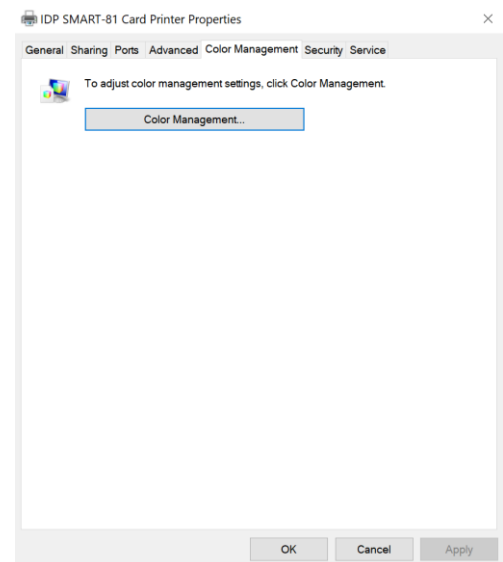 IDP SMART-81 Card Printer Properties
General Sharing Ports Advanced Color Management Security Service
To adjust color management settings, click Color Management.
Color Management...
OK Cancel Apply